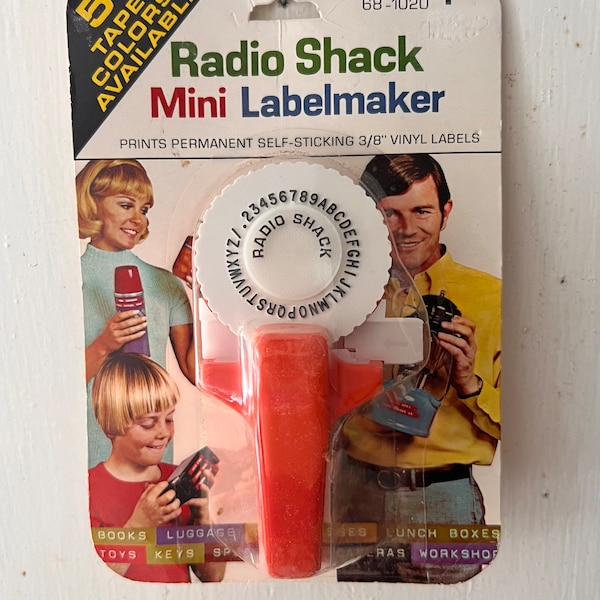 5
TAPE
COLORS
AVAILABLE
68-1020
Radio Shack
Mini Labelmaker
PRINTS PERMANENT SELF-STICKING 3/8" VINYL LABELS
.23456789ABCDEFGHIJKLMNOPQRSTUVWXYZ/
RADIO SHACK
BOOKS LUGGAGE LUNCH BOXES
TOYS KEYS WORKSHOP